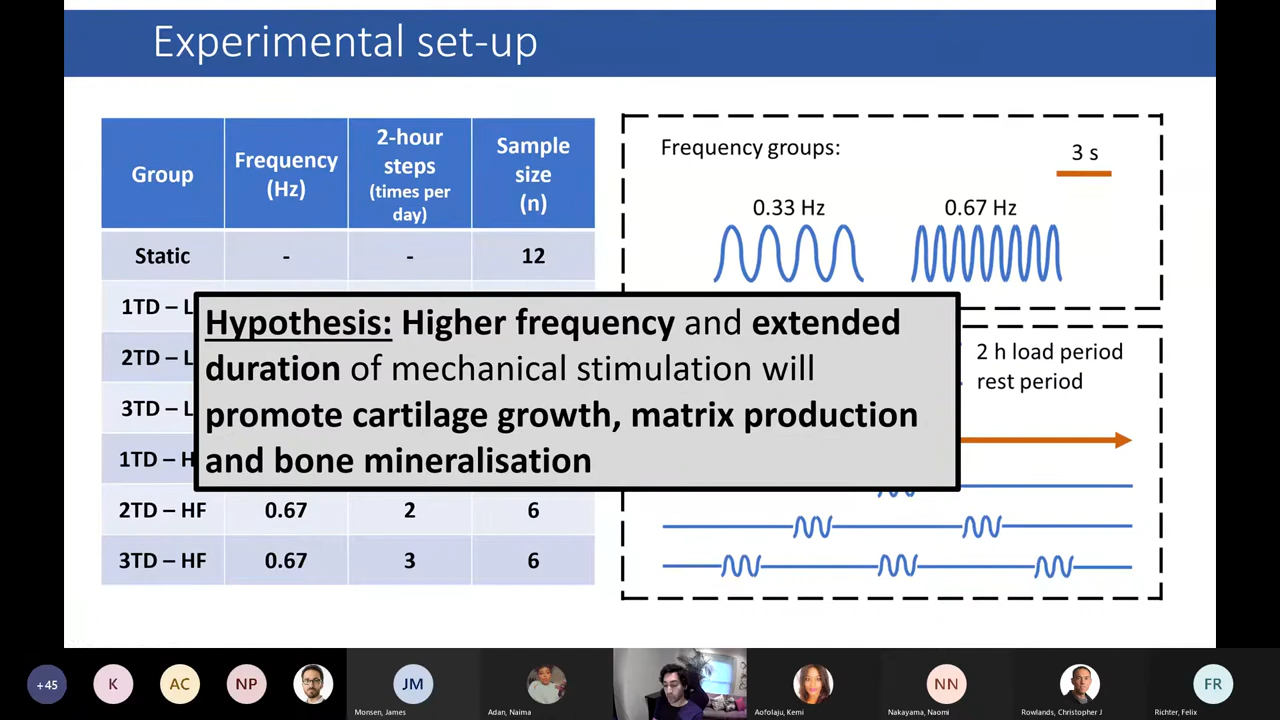 Experimental set-up
Group
Frequency
(Hz)
2-hour
steps
(times per
day)
Sample
size
(n)
Static - - 12
1TD – L
2TD – L
3TD – L
1TD – H
2TD – HF 0.67 2 6
3TD – HF 0.67 3 6
Frequency groups:
3 s
0.33 Hz 0.67 Hz
2 h load period
rest period
Hypothesis: Higher frequency and extended
duration of mechanical stimulation will
promote cartilage growth, matrix production
and bone mineralisation
+45 K AC NP JM NN FR
Monsen, James
Adan, Naima
Aofolaju, Kemi
Nakayama, Naomi
Rowlands, Christopher J
Richter, Felix